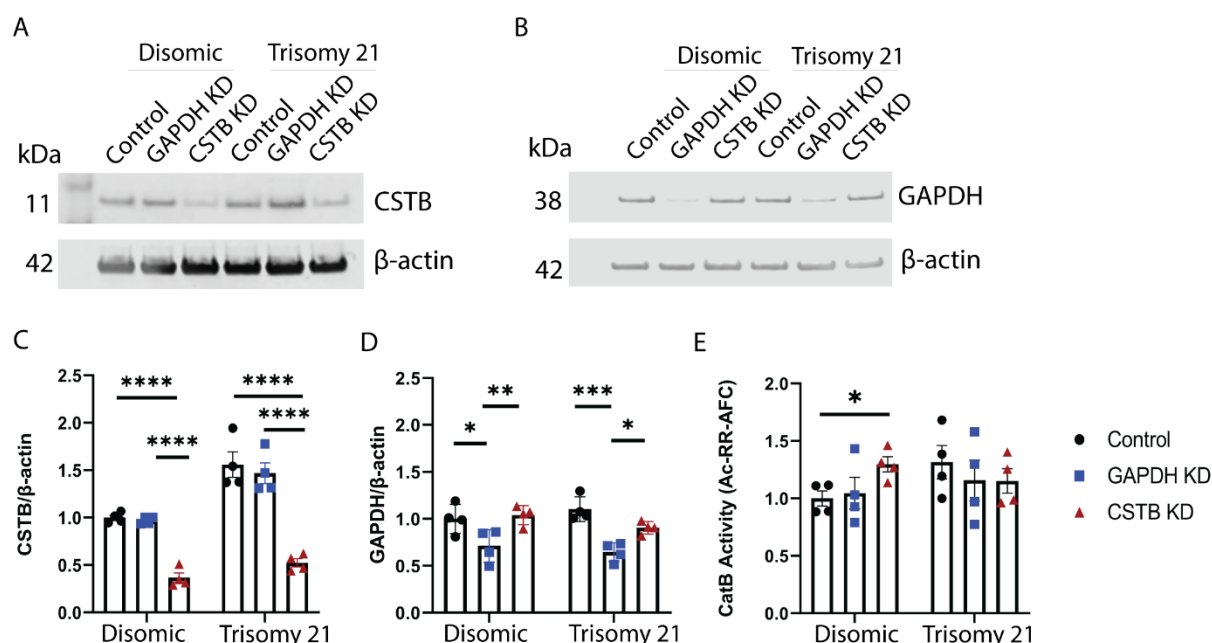 A
Disomic
Trisomy 21
Control
GAPDH KD
CSTB KD
Control
GAPDH KD
CSTB KD
kDa
11
CSTB
42
β-actin
B
Disomic
Trisomy 21
Control
GAPDH KD
CSTB KD
Control
GAPDH KD
CSTB KD
kDa
38
GAPDH
42
β-actin
C
CSTB/β-actin
2.5
2.0
1.5
1.0
0.5
0.0
****
****
****
****
Disomic
Trisomy 21
D
GAPDH/β-actin
2.5
2.0
1.5
1.0
0.5
0.0
*
**
***
*
Disomic
Trisomy 21
E
CatB Activity (Ac-RR-AFC)
2.0
1.5
1.0
0.5
0.0
*
Disomic
Trisomy 21
Control
GAPDH KD
CSTB KD